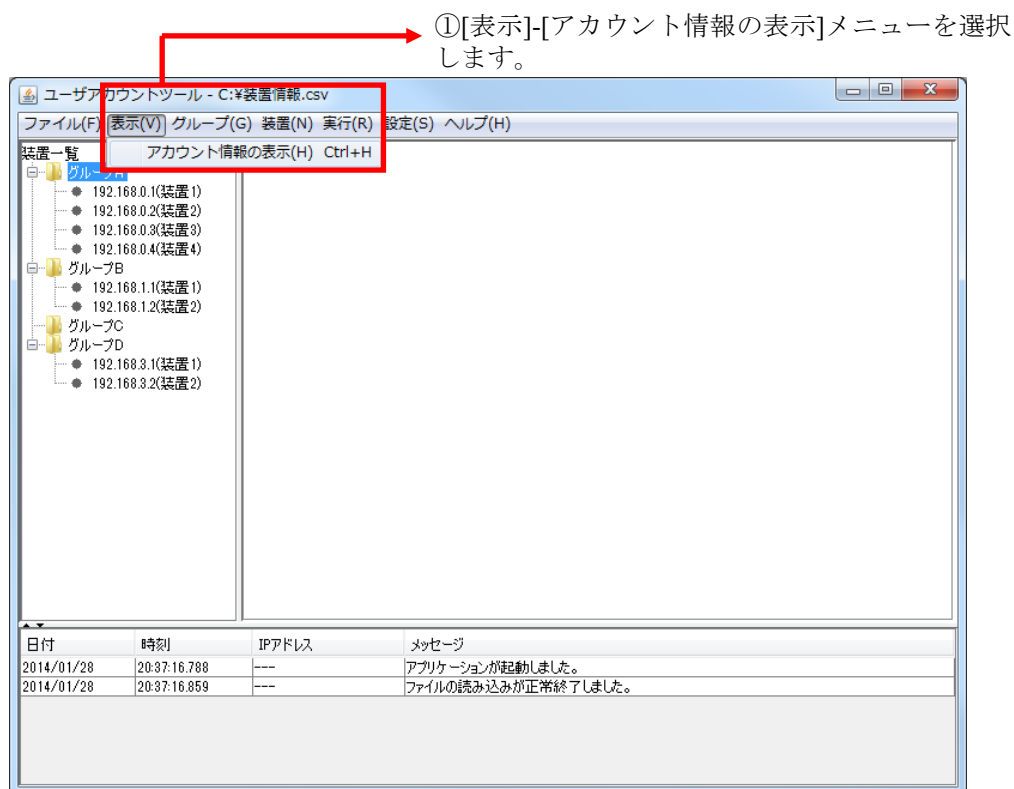 ①[表示]-[アカウント情報の表示]メニューを選択
します。
ユーザアカウントツール - C:¥装置情報.csv
ファイル(F) 表示(V) グループ(G) 装置(N) 実行(R) 設定(S) ヘルプ(H)
アカウント情報の表示(H) Ctrl+H
装置一覧
グループA
192.168.0.1(装置1)
192.168.0.2(装置2)
192.168.0.3(装置3)
192.168.0.4(装置4)
グループB
192.168.1.1(装置1)
192.168.1.2(装置2)
グループC
グループD
192.168.3.1(装置1)
192.168.3.2(装置2)
日付 時刻 IPアドレス メッセージ
2014/01/28 20:37:16.788 --- アプリケーションが起動しました。
2014/01/28 20:37:16.859 --- ファイルの読み込みが正常終了しました。